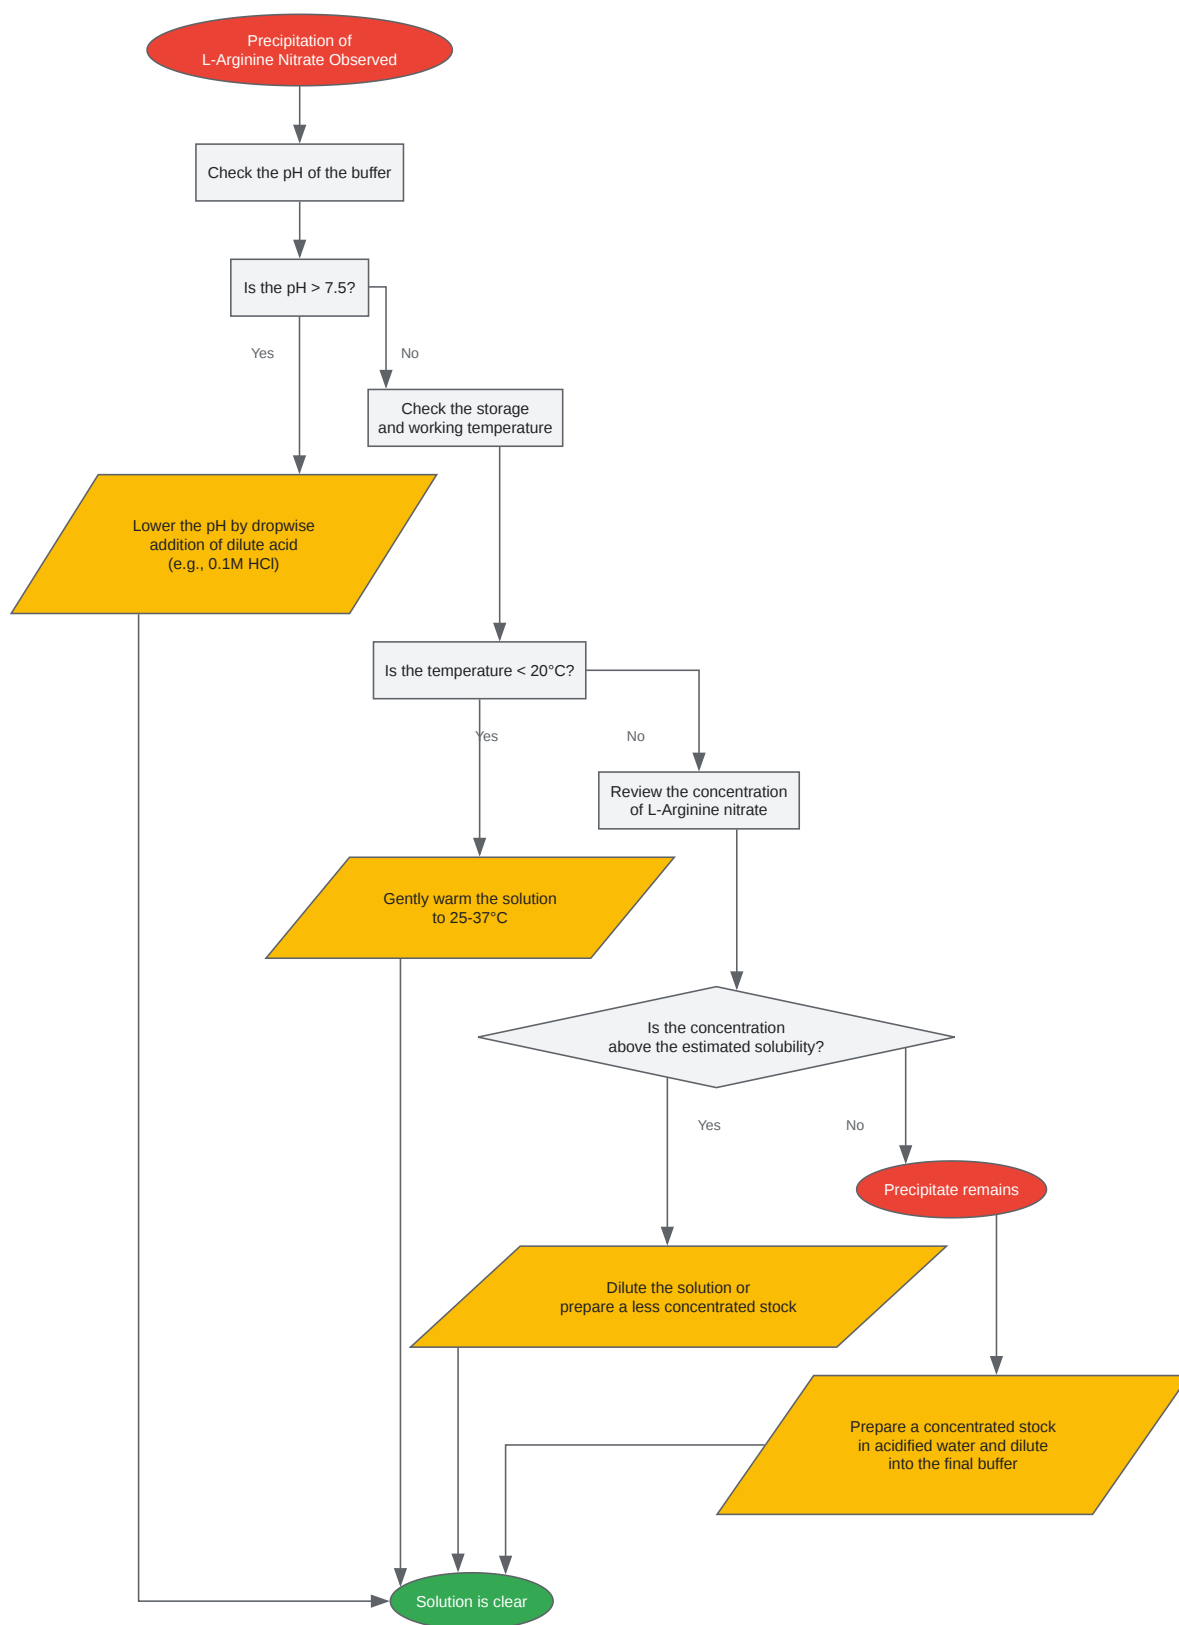 Precipitation of
L-Arginine Nitrate Observed
Check the pH of the buffer
Is the pH > 7.5?
Yes
No
Check the storage
and working temperature
Lower the pH by dropwise
addition of dilute acid
(e.g., 0.1M HCl)
Is the temperature < 20°C?
Yes
No
Review the concentration
of L-Arginine nitrate
Gently warm the solution
to 25-37°C
Is the concentration
above the estimated solubility?
Yes
No
Precipitate remains
Dilute the solution or
prepare a less concentrated stock
Prepare a concentrated stock
in acidified water and dilute
into the final buffer
Solution is clear